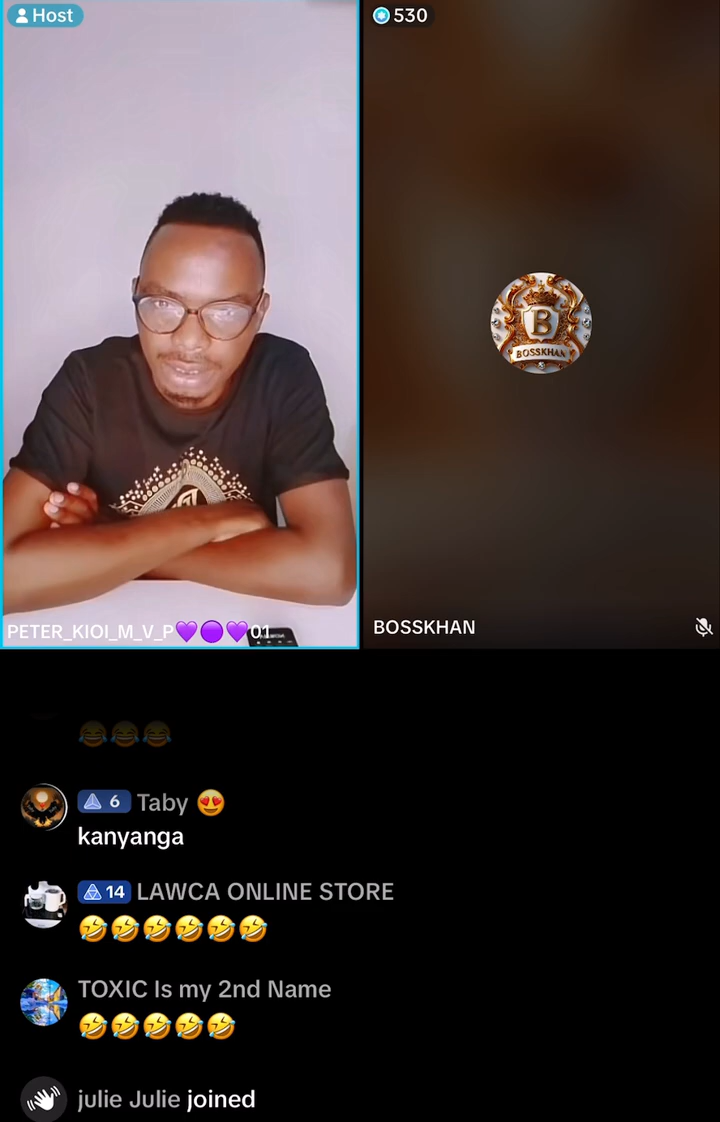 Host
530
PETER_KIOI_M_V_P💜🟣💜01
B
BOSSKHAN
BOSSKHAN
😂😂😂
6 Taby 😍
kanyanga
14 LAWCA ONLINE STORE
🤣🤣🤣🤣🤣🤣
TOXIC Is my 2nd Name
🤣🤣🤣🤣🤣
julie Julie joined